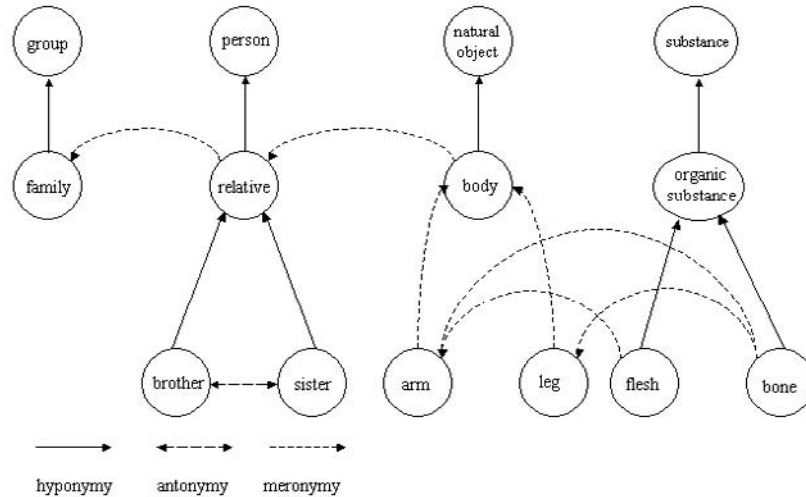 group
person
natural
object
substance
family
relative
body
organic
substance
brother
sister
arm
leg
flesh
bone
hyponymy
antonymy
meronymy